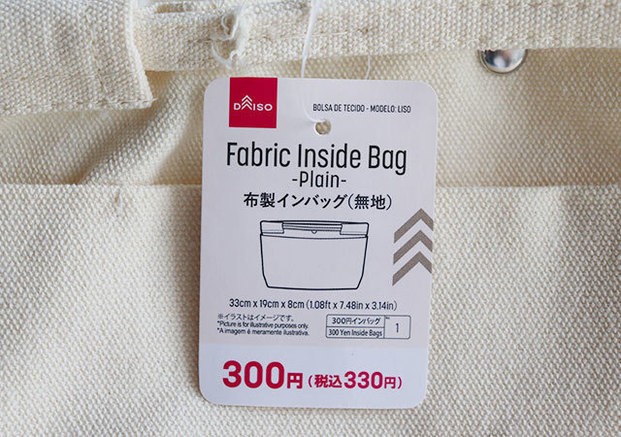 DAISO
BOLSA DE TECIDO - MODELO: LISO
Fabric Inside Bag
-Plain-
布製インバッグ(無地)
33cm x 19cm x 8cm (1.08ft x 7.48in x 3.14in)
※イラストはイメージです。
*Picture is for illustrative purposes only.
*A imagem é meramente ilustrativa.
300円インバッグ
300 Yen Inside Bags
No
1
300円(税込330円)